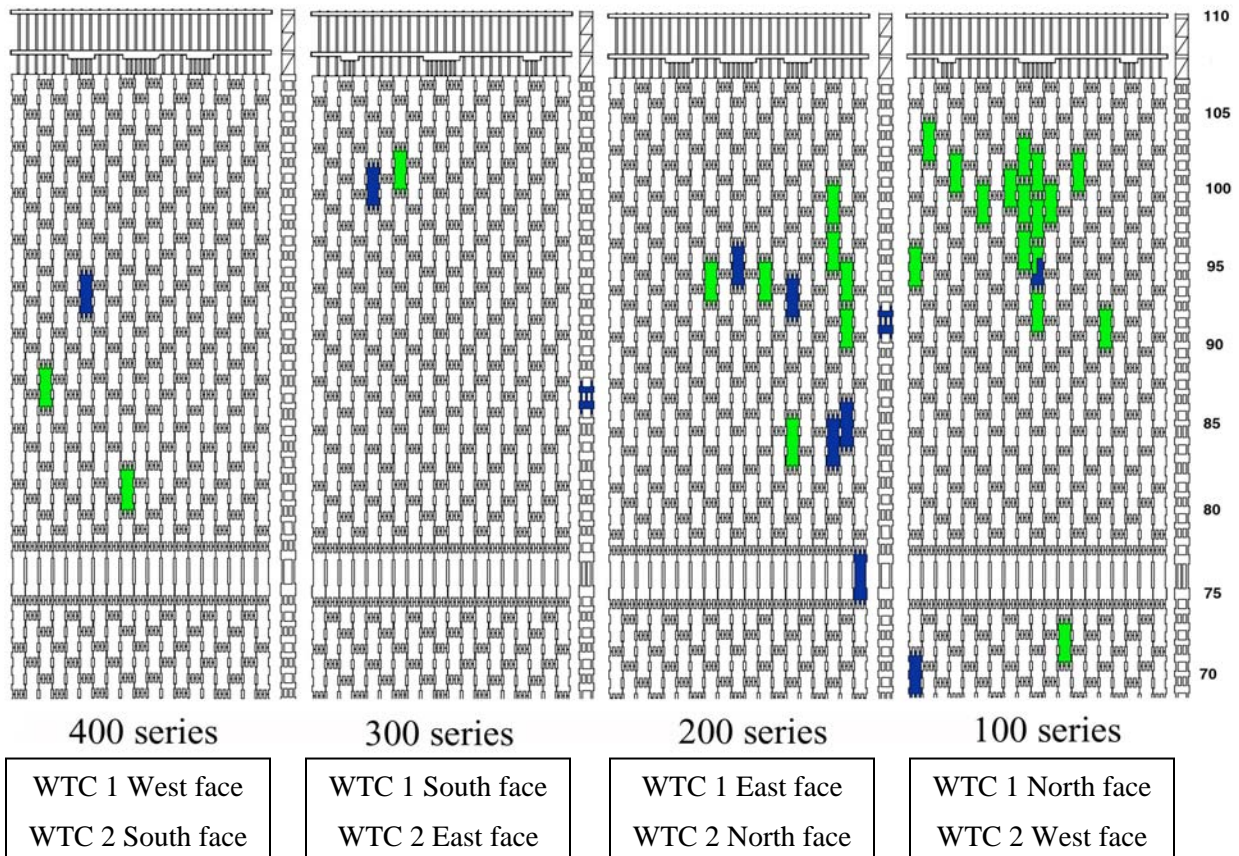 110
105
100
95
90
85
80
75
70
400 series
300 series
200 series
100 series
WTC 1 West face
WTC 2 South face
WTC 1 South face
WTC 2 East face
WTC 1 East face
WTC 2 North face
WTC 1 North face
WTC 2 West face